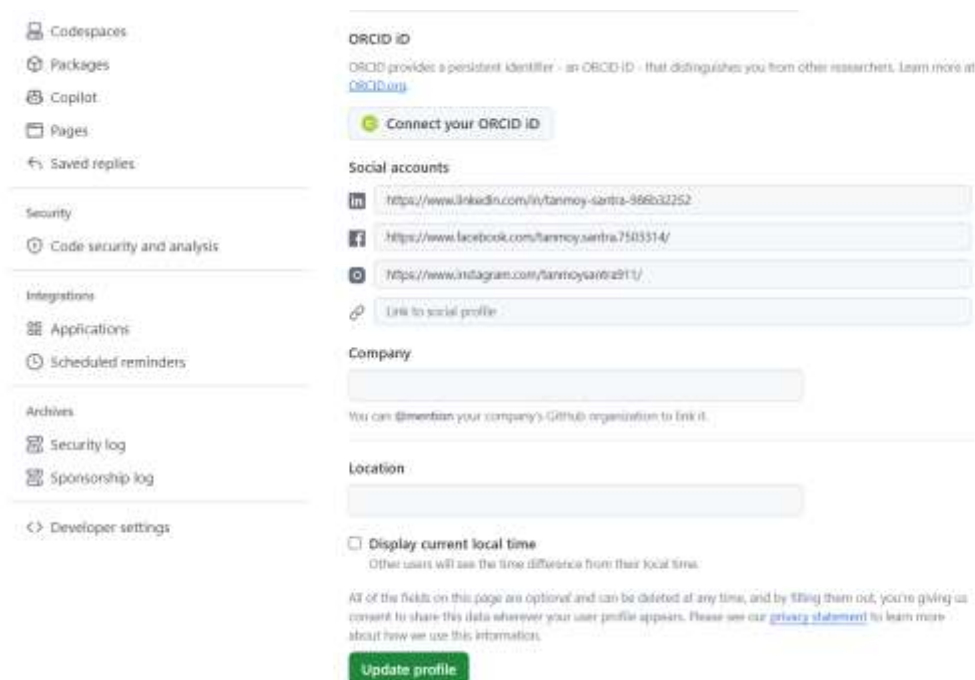 Codespaces
Packages
Copilot
Pages
Saved replies
Security
Code security and analysis
Integrations
Applications
Scheduled reminders
Archives
Security log
Sponsorship log
Developer settings
ORCID iD
ORCID provides a persistent identifier - an ORCID iD - that distinguishes you from other researchers. Learn more at
ORCID.org.
Connect your ORCID iD
Social accounts
https://www.linkedin.com/in/tanmoy-santra-986b32252
https://www.facebook.com/tanmoy.santra.7503314/
https://www.instagram.com/tanmoysantra911/
Link to social profile
Company
You can @mention your company's GitHub organization to link it.
Location
Display current local time
Other users will see the time difference from their local time.
All of the fields on this page are optional and can be deleted at any time, and by filling them out, you're giving us
consent to share this data wherever your user profile appears. Please see our privacy statement to learn more
about how we use this information.
Update profile